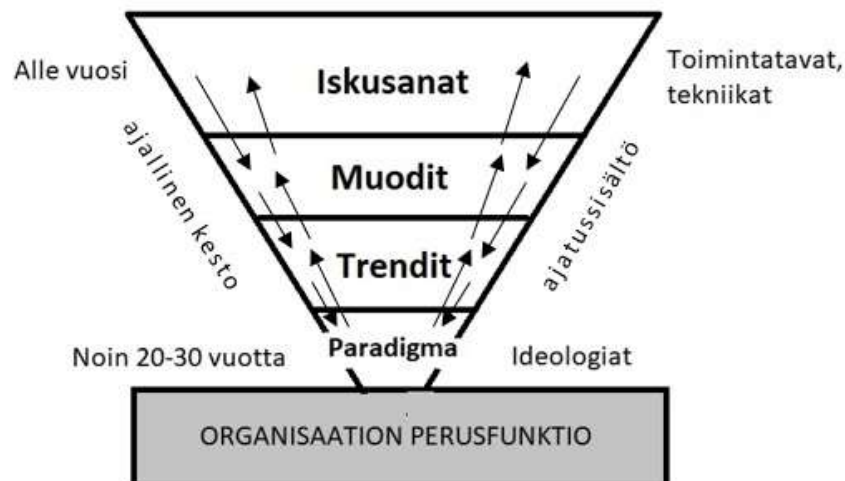 Alle vuosi
Iskusanat
Toimintatavat,
tekniikat
ajallinen kesto
Muodit
ajatussisältö
Trendit
Noin 20-30 vuotta
Paradigma
Ideologiat
ORGANISAATION PERUSFUNKTIO